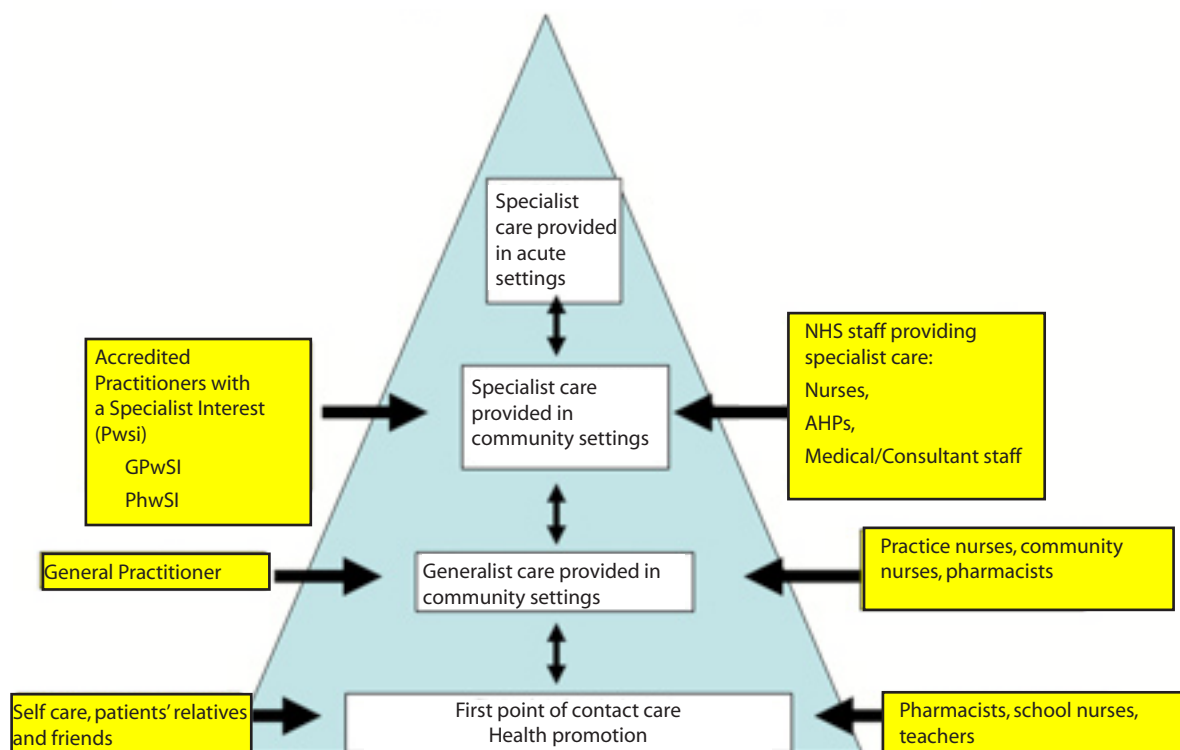 Specialist
care provided
in acute
settings
Accredited
Practitioners with
a Specialist Interest
(Pwsi)
GPwSI
PhwSI
Specialist care
provided in
community settings
NHS staff providing
specialist care:
Nurses,
AHPs,
Medical/Consultant staff
General Practitioner
Generalist care provided in
community settings
Practice nurses, community
nurses, pharmacists
Self care, patients’ relatives
and friends
First point of contact care
Health promotion
Pharmacists, school nurses,
teachers